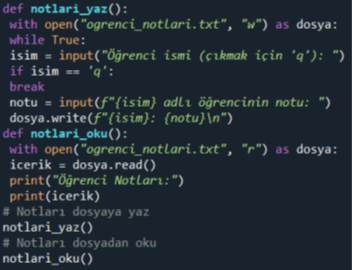 def notlari_yaz():
with open("ogrenci_notlari.txt", "w") as dosya:
while True:
isim = input("Öğrenci ismi (çıkmak için 'q'): ")
if isim == 'q':
break
notu = input(f"{isim} adlı öğrencinin notu: ")
dosya.write(f"{isim}: {notu}\n")
def notlari_oku():
with open("ogrenci_notlari.txt", "r") as dosya:
icerik = dosya.read()
print("Öğrenci Notları:")
print(icerik)
# Notları dosyaya yaz
notlari_yaz()
# Notları dosyadan oku
notlari_oku()